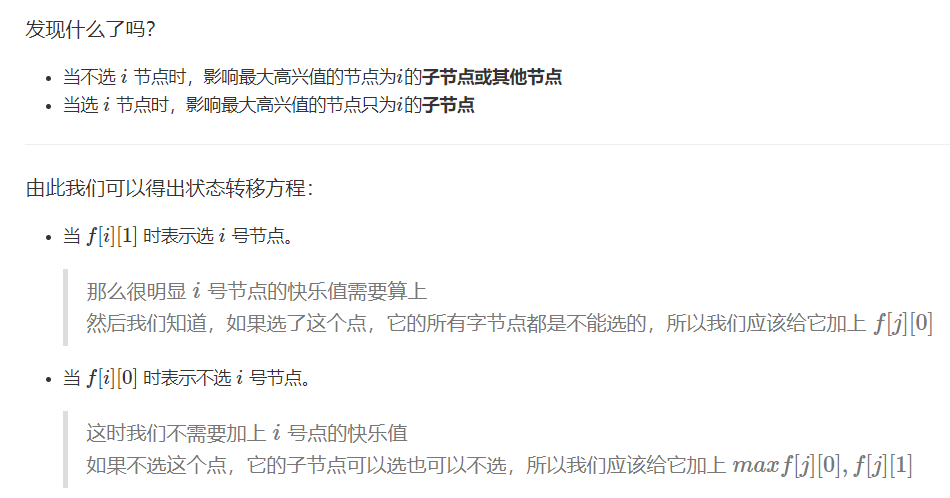 发现什么了吗？
• 当不选 i 节点时，影响最大高兴值的节点为i的子节点或其他节点
• 当选 i 节点时，影响最大高兴值的节点只为i的子节点
由此我们可以得出状态转移方程：
• 当 f[i][1] 时表示选 i 号节点。
那么很明显 i 号节点的快乐值需要算上
然后我们知道，如果选了这个点，它的所有字节点都是不能选的，所以我们应该给它加上 f[j][0]
• 当 f[i][0] 时表示不选 i 号节点。
这时我们不需要加上 i 号点的快乐值
如果不选这个点，它的子节点可以选也可以不选，所以我们应该给它加上 maxf[j][0], f[j][1]